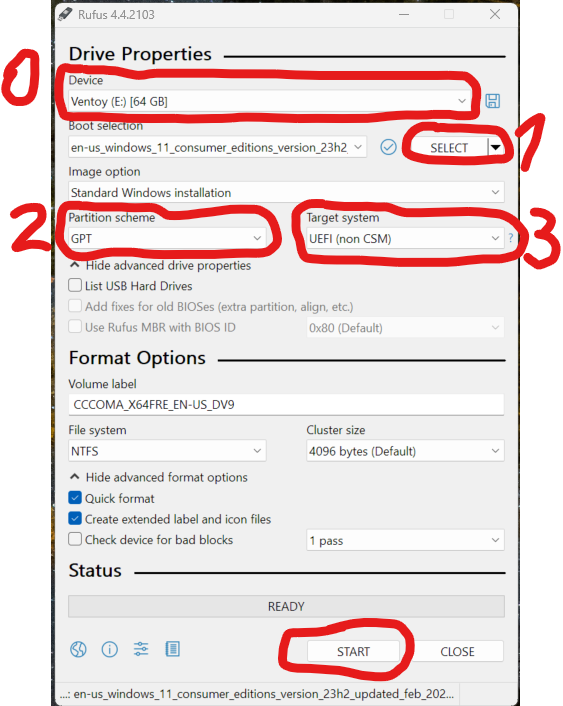 Rufus 4.4.2103
Drive Properties
0
Device
Ventoy (E:) [64 GB]
Boot selection
en-us_windows_11_consumer_editions_version_23h2_
SELECT
1
Image option
Standard Windows installation
2
Partition scheme
Target system
3
GPT
UEFI (non CSM)
?
Hide advanced drive properties
List USB Hard Drives
Add fixes for old BIOSes (extra partition, align, etc.)
Use Rufus MBR with BIOS ID
0x80 (Default)
Format Options
Volume label
CCCOMA_X64FRE_EN-US_DV9
File system
Cluster size
NTFS
4096 bytes (Default)
Hide advanced format options
Quick format
Create extended label and icon files
Check device for bad blocks
1 pass
Status
READY
START
CLOSE
...: en-us_windows_11_consumer_editions_version_23h2_updated_feb_202...